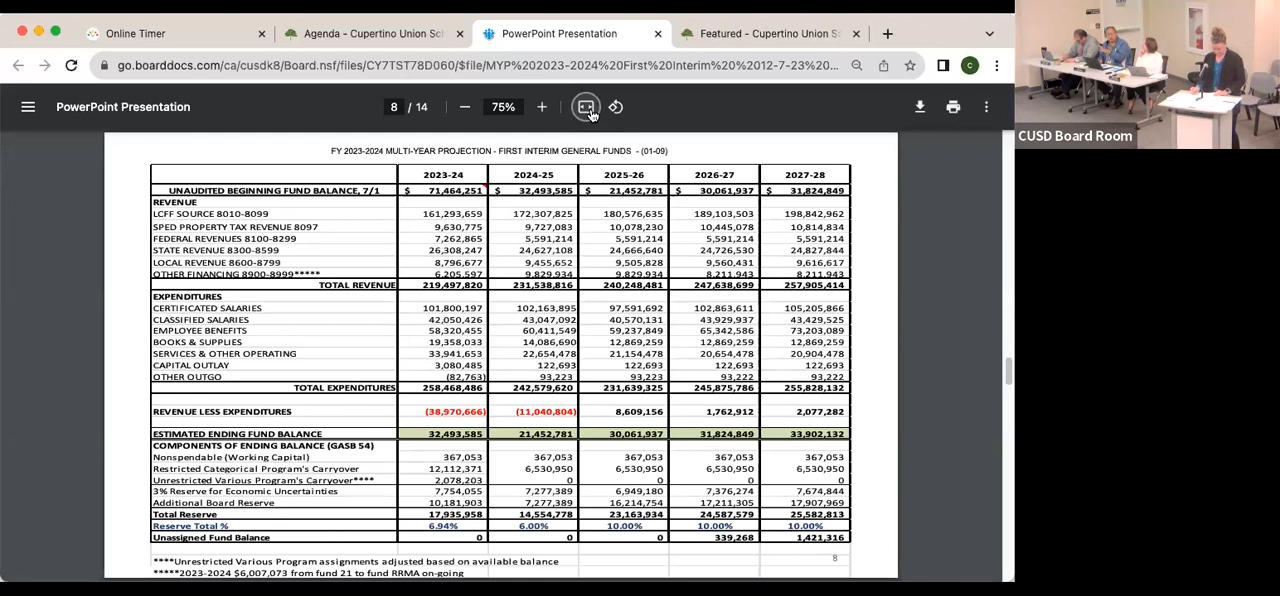 Online Timer
Agenda - Cupertino Union Sch
PowerPoint Presentation
Featured - Cupertino Union Sc
go.boarddocs.com/ca/cusdk8/Board.nsf/files/CY7TST78D060/$file/MYP%202023-2024%20First%20Interim%20%2012-7-23%20...
C
PowerPoint Presentation
8 / 14
75%
CUSD Board Room
FY 2023-2024 MULTI-YEAR PROJECTION - FIRST INTERIM GENERAL FUNDS - (01-09)
2023-24 2024-25 2025-26 2026-27 2027-28
UNAUDITED BEGINNING FUND BALANCE, 7/1 $ 71,464,251 $ 32,493,585 $ 21,452,781 $ 30,061,937 $ 31,824,849
REVENUE
LCFF SOURCE 8010-8099 161,293,659 172,307,825 180,576,635 189,103,503 198,842,962
SPED PROPERTY TAX REVENUE 8097 9,630,775 9,727,083 10,078,230 10,445,078 10,814,834
FEDERAL REVENUES 8100-8299 7,262,865 5,591,214 5,591,214 5,591,214 5,591,214
STATE REVENUE 8300-8599 26,308,247 24,627,108 24,666,640 24,726,530 24,827,844
LOCAL REVENUE 8600-8799 8,796,677 9,455,652 9,505,828 9,560,431 9,616,617
OTHER FINANCING 8900-8999***** 6,205,597 9,829,934 9,829,934 8,211,943 8,211,943
TOTAL REVENUE 219,497,820 231,538,816 240,248,481 247,638,699 257,905,414
EXPENDITURES
CERTIFICATED SALARIES 101,800,197 102,163,895 97,591,692 102,863,611 105,205,866
CLASSIFIED SALARIES 42,050,426 43,047,092 40,570,131 43,929,937 43,429,525
EMPLOYEE BENEFITS 58,320,455 60,411,549 59,237,849 65,342,586 73,203,089
BOOKS & SUPPLIES 19,358,033 14,086,690 12,869,259 12,869,259 12,869,259
SERVICES & OTHER OPERATING 33,941,653 22,654,478 21,154,478 20,654,478 20,904,478
CAPITAL OUTLAY 3,080,485 122,693 122,693 122,693 122,693
OTHER OUTGO (82,763) 93,223 93,223 93,222 93,222
TOTAL EXPENDITURES 258,468,486 242,579,620 231,639,325 245,875,786 255,828,132
REVENUE LESS EXPENDITURES (38,970,666) (11,040,804) 8,609,156 1,762,912 2,077,282
ESTIMATED ENDING FUND BALANCE 32,493,585 21,452,781 30,061,937 31,824,849 33,902,132
COMPONENTS OF ENDING BALANCE (GASB 54)
Nonspendable (Working Capital) 367,053 367,053 367,053 367,053 367,053
Restricted Categorical Program's Carryover 12,112,371 6,530,950 6,530,950 6,530,950 6,530,950
Unrestricted Various Program's Carryover**** 2,078,203 0 0 0 0
3% Reserve for Economic Uncertainties 7,754,055 7,277,389 6,949,180 7,376,274 7,674,844
Additional Board Reserve 10,181,903 7,277,389 16,214,754 17,211,305 17,907,969
Total Reserve 17,935,958 14,554,778 23,163,934 24,587,579 25,582,813
Reserve Total % 6.94% 6.00% 10.00% 10.00% 10.00%
Unassigned Fund Balance 0 0 0 339,268 1,421,316
8
****Unrestricted Various Program assignments adjusted based on available balance
*****2023-2024 $6,007,073 from fund 21 to fund RRMA on-going